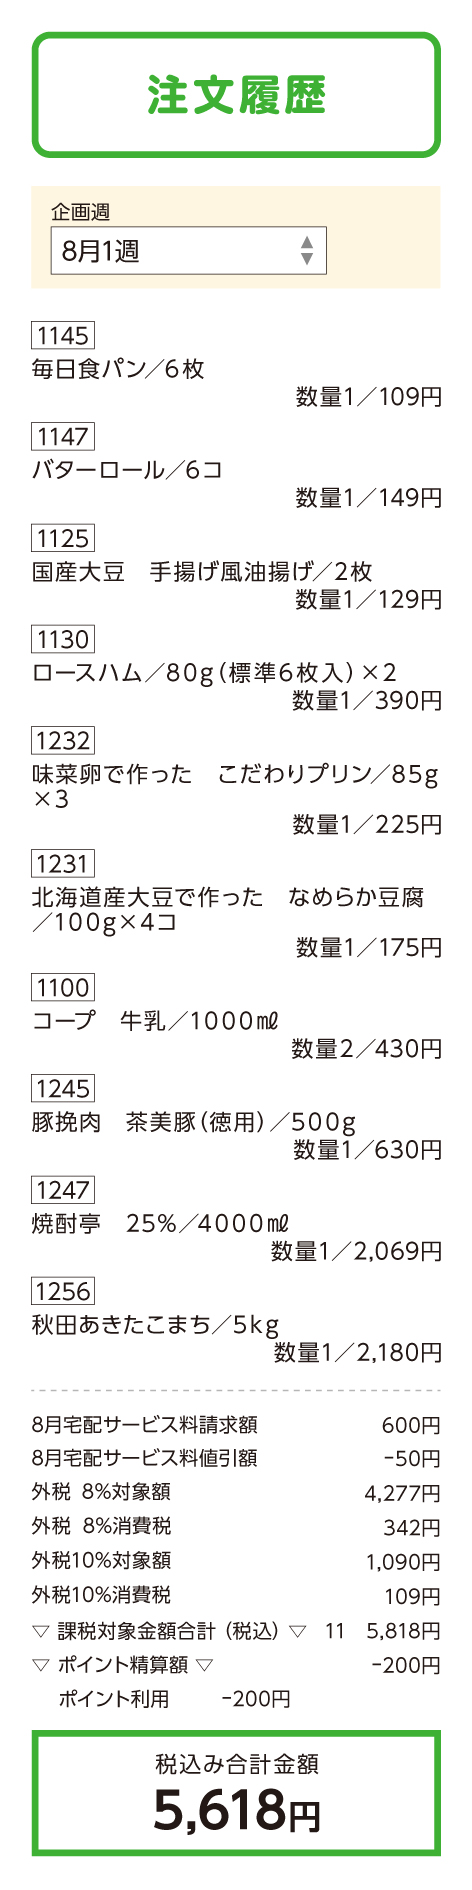 注文履歴
企画週
8月1週
1145
毎日食パン／6枚
数量1／109円
1147
バターロール／6コ
数量1／149円
1125
国産大豆　手揚げ風油揚げ／2枚
数量1／129円
1130
ロースハム／80g（標準6枚入）×2
数量1／390円
1232
味菜卵で作った　こだわりプリン／85g
×3
数量1／225円
1231
北海道産大豆で作った　なめらか豆腐
／100g×4コ
数量1／175円
1100
コープ　牛乳／1000㎖
数量2／430円
1245
豚挽肉　茶美豚（徳用）／500g
数量1／630円
1247
焼酎亭　25%／4000㎖
数量1／2,069円
1256
秋田あきたこまち／5kg
数量1／2,180円
8月宅配サービス料請求額 600円
8月宅配サービス料値引額 -50円
外税 8%対象額 4,277円
外税 8%消費税 342円
外税10%対象額 1,090円
外税10%消費税 109円
▽ 課税対象金額合計（税込）▽ 11 5,818円
▽ ポイント精算額 ▽ -200円
ポイント利用 -200円
税込み合計金額
5,618円